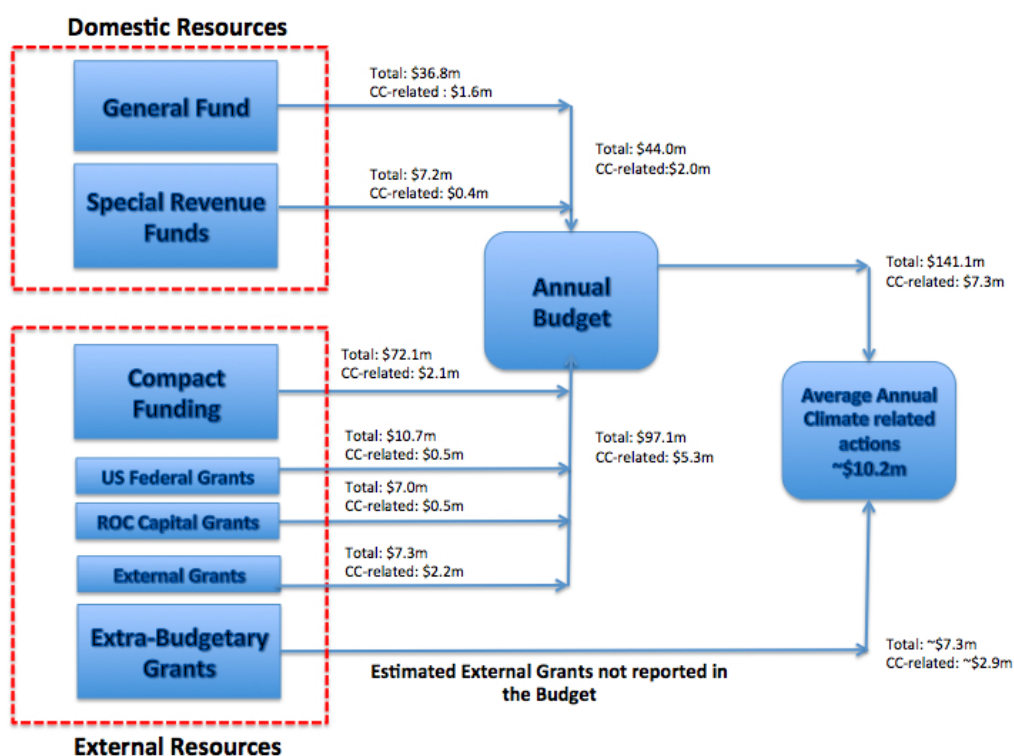 Domestic Resources
General Fund
Total: $36.8m
CC-related : $1.6m
Total: $44.0m
CC-related:$2.0m
Special Revenue
Funds
Total: $7.2m
CC-related: $0.4m
Annual
Budget
Total: $141.1m
CC-related: $7.3m
Compact
Funding
Total: $72.1m
CC-related: $2.1m
Average Annual
Climate related
actions
~$10.2m
US Federal Grants
Total: $10.7m
CC-related: $0.5m
Total: $97.1m
CC-related: $5.3m
ROC Capital Grants
Total: $7.0m
CC-related: $0.5m
External Grants
Total: $7.3m
CC-related: $2.2m
Extra-Budgetary
Grants
Estimated External Grants not reported in
the Budget
Total: ~$7.3m
CC-related: ~$2.9m
External Resources